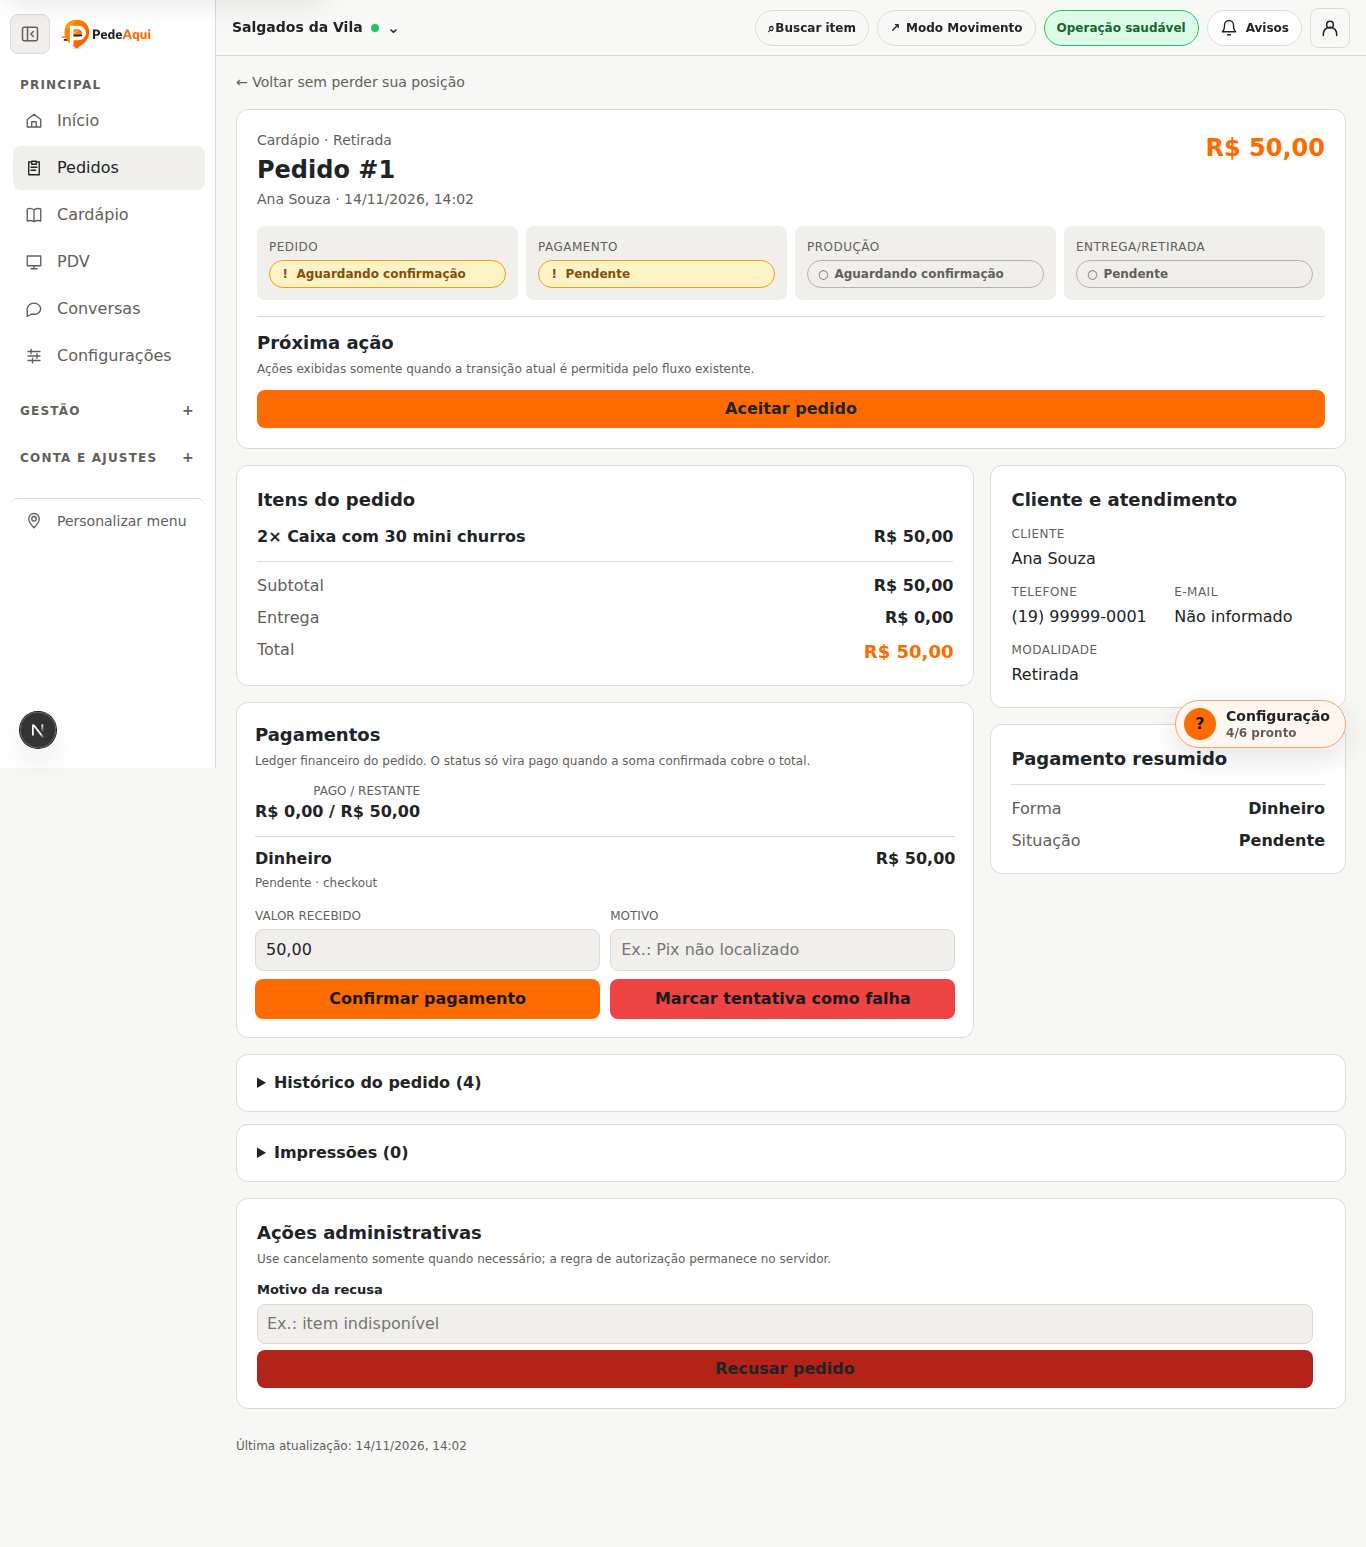 PedeAqui
PRINCIPAL
Início
Pedidos
Cardápio
PDV
Conversas
Configurações
GESTÃO +
CONTA E AJUSTES +
Personalizar menu
N
Salgados da Vila
Buscar item
↗ Modo Movimento
Operação saudável
Avisos
← Voltar sem perder sua posição
Cardápio · Retirada
R$ 50,00
Pedido #1
Ana Souza · 14/11/2026, 14:02
PEDIDO
! Aguardando confirmação
PAGAMENTO
! Pendente
PRODUÇÃO
○ Aguardando confirmação
ENTREGA/RETIRADA
○ Pendente
Próxima ação
Ações exibidas somente quando a transição atual é permitida pelo fluxo existente.
Aceitar pedido
Itens do pedido
2× Caixa com 30 mini churros R$ 50,00
Subtotal R$ 50,00
Entrega R$ 0,00
Total R$ 50,00
Cliente e atendimento
CLIENTE
Ana Souza
TELEFONE
(19) 99999-0001
E-MAIL
Não informado
MODALIDADE
Retirada
? Configuração
4/6 pronto
Pagamentos
Ledger financeiro do pedido. O status só vira pago quando a soma confirmada cobre o total.
PAGO / RESTANTE
R$ 0,00 / R$ 50,00
Dinheiro R$ 50,00
Pendente · checkout
VALOR RECEBIDO
50,00
MOTIVO
Ex.: Pix não localizado
Confirmar pagamento
Marcar tentativa como falha
Pagamento resumido
Forma Dinheiro
Situação Pendente
▶ Histórico do pedido (4)
▶ Impressões (0)
Ações administrativas
Use cancelamento somente quando necessário; a regra de autorização permanece no servidor.
Motivo da recusa
Ex.: item indisponível
Recusar pedido
Última atualização: 14/11/2026, 14:02